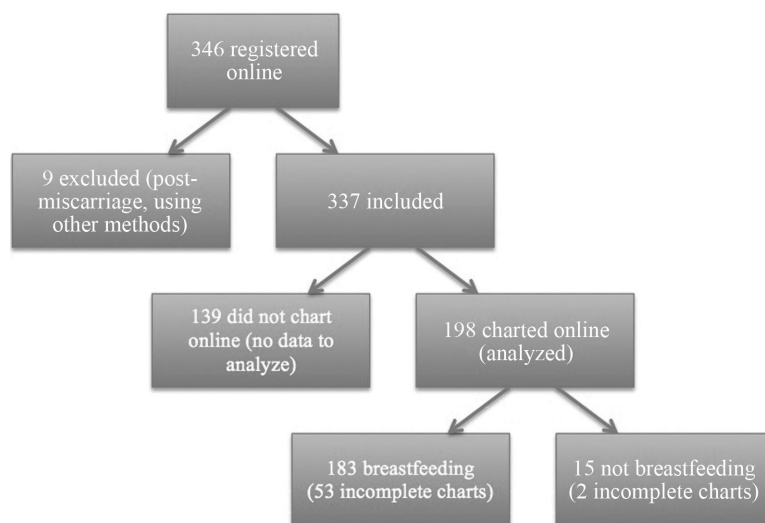 346 registered
online
9 excluded (post-
miscarriage, using
other methods)
337 included
139 did not chart
online (no data to
analyze)
198 charted online
(analyzed)
183 breastfeeding
(53 incomplete charts)
15 not breastfeeding
(2 incomplete charts)